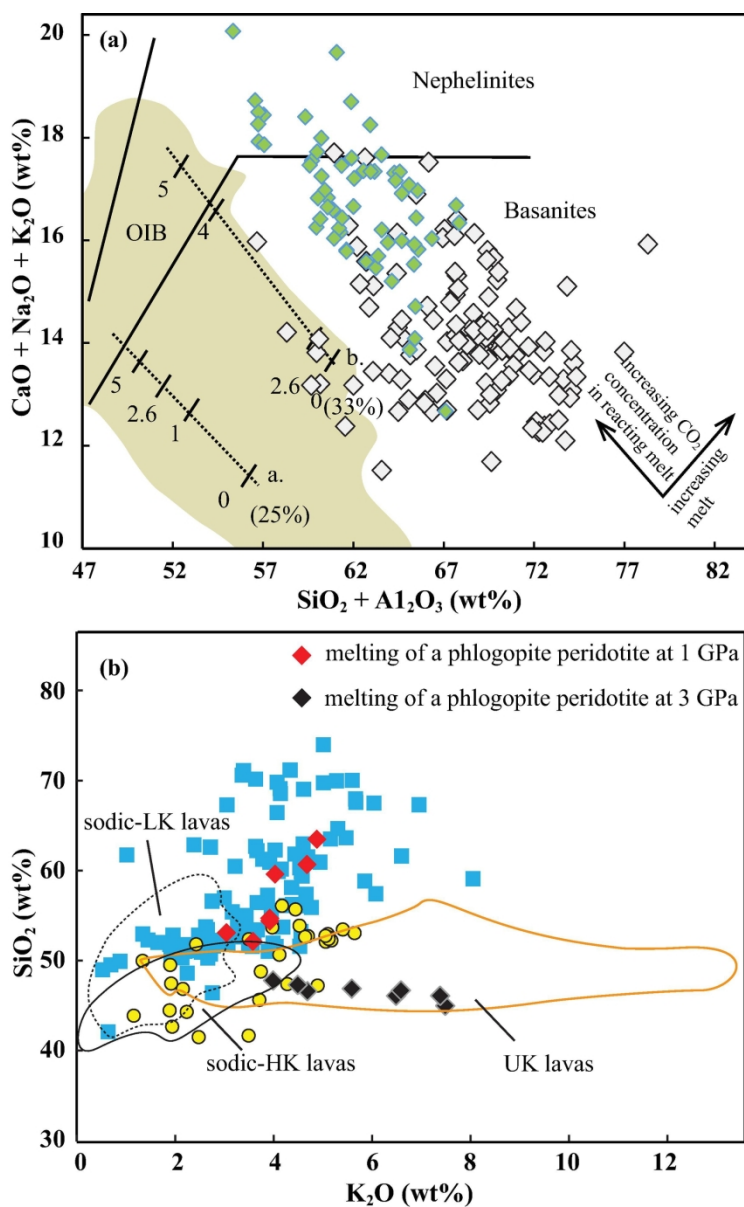 (a)
20
18
16
14
12
10
CaO + Na₂O + K₂O (wt%)
Nephelinites
Basanites
OIB
5
4
b.
2.6
0
(33%)
5
2.6
1
0
a.
(25%)
increasing CO₂
concentration
in reacting melt
increasing
melt
47
52
57
62
67
72
77
82
SiO₂ + A1₂O₃ (wt%)
(b)
melting of a phlogopite peridotite at 1 GPa
melting of a phlogopite peridotite at 3 GPa
80
70
60
50
40
30
SiO₂ (wt%)
sodic-LK lavas
sodic-HK lavas
UK lavas
0
2
4
6
8
10
12
K₂O (wt%)